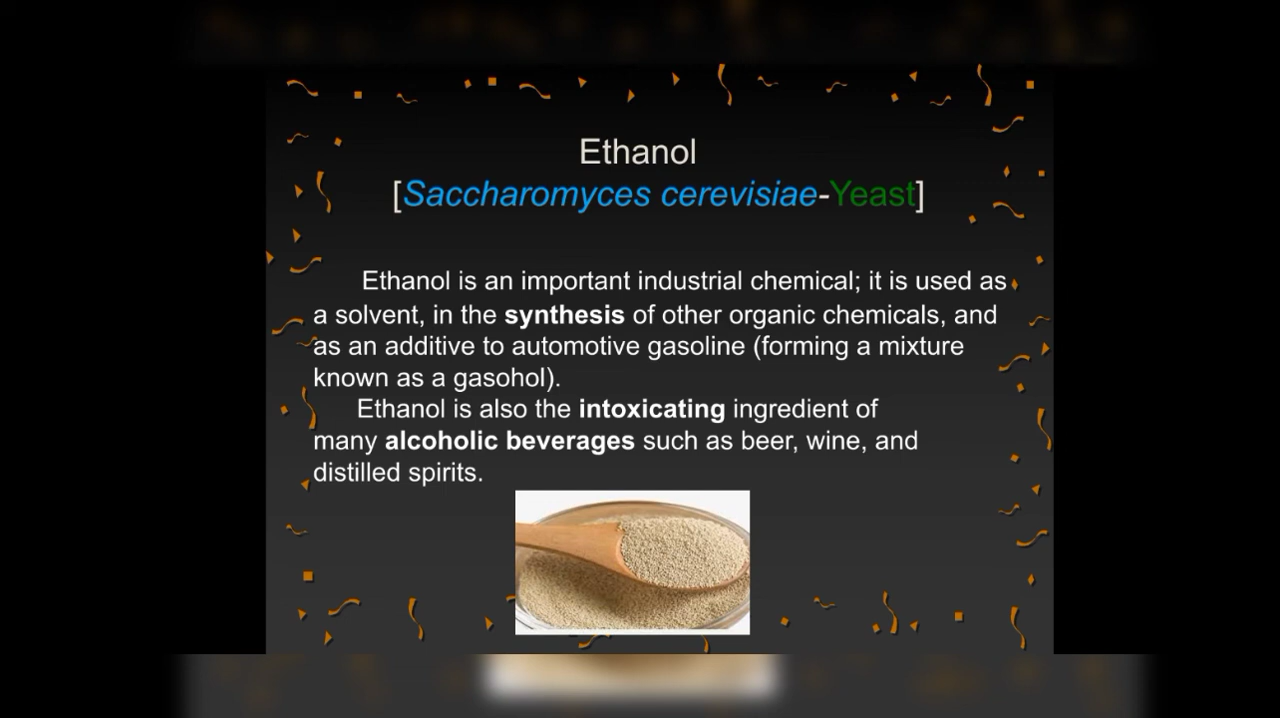 Ethanol
[Saccharomyces cerevisiae-Yeast]
Ethanol is an important industrial chemical; it is used as
a solvent, in the synthesis of other organic chemicals, and
as an additive to automotive gasoline (forming a mixture
known as a gasohol).
Ethanol is also the intoxicating ingredient of
many alcoholic beverages such as beer, wine, and
distilled spirits.